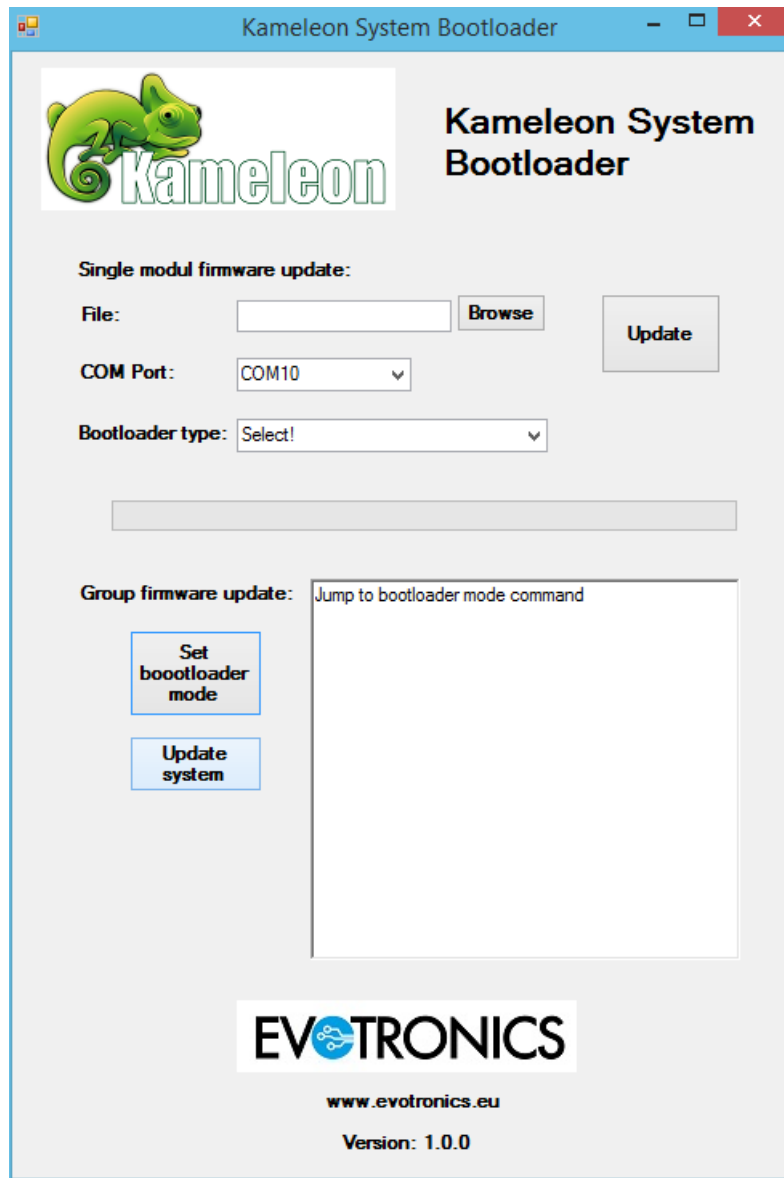 Kameleon System Bootloader
Kameleon
Kameleon System
Bootloader
Single modul firmware update:
File:
Browse
Update
COM Port:
COM10
Bootloader type:
Select!
Group firmware update:
Jump to bootloader mode command
Set
boootloader
mode
Update
system
EVOTRONICS
www.evotronics.eu
Version: 1.0.0